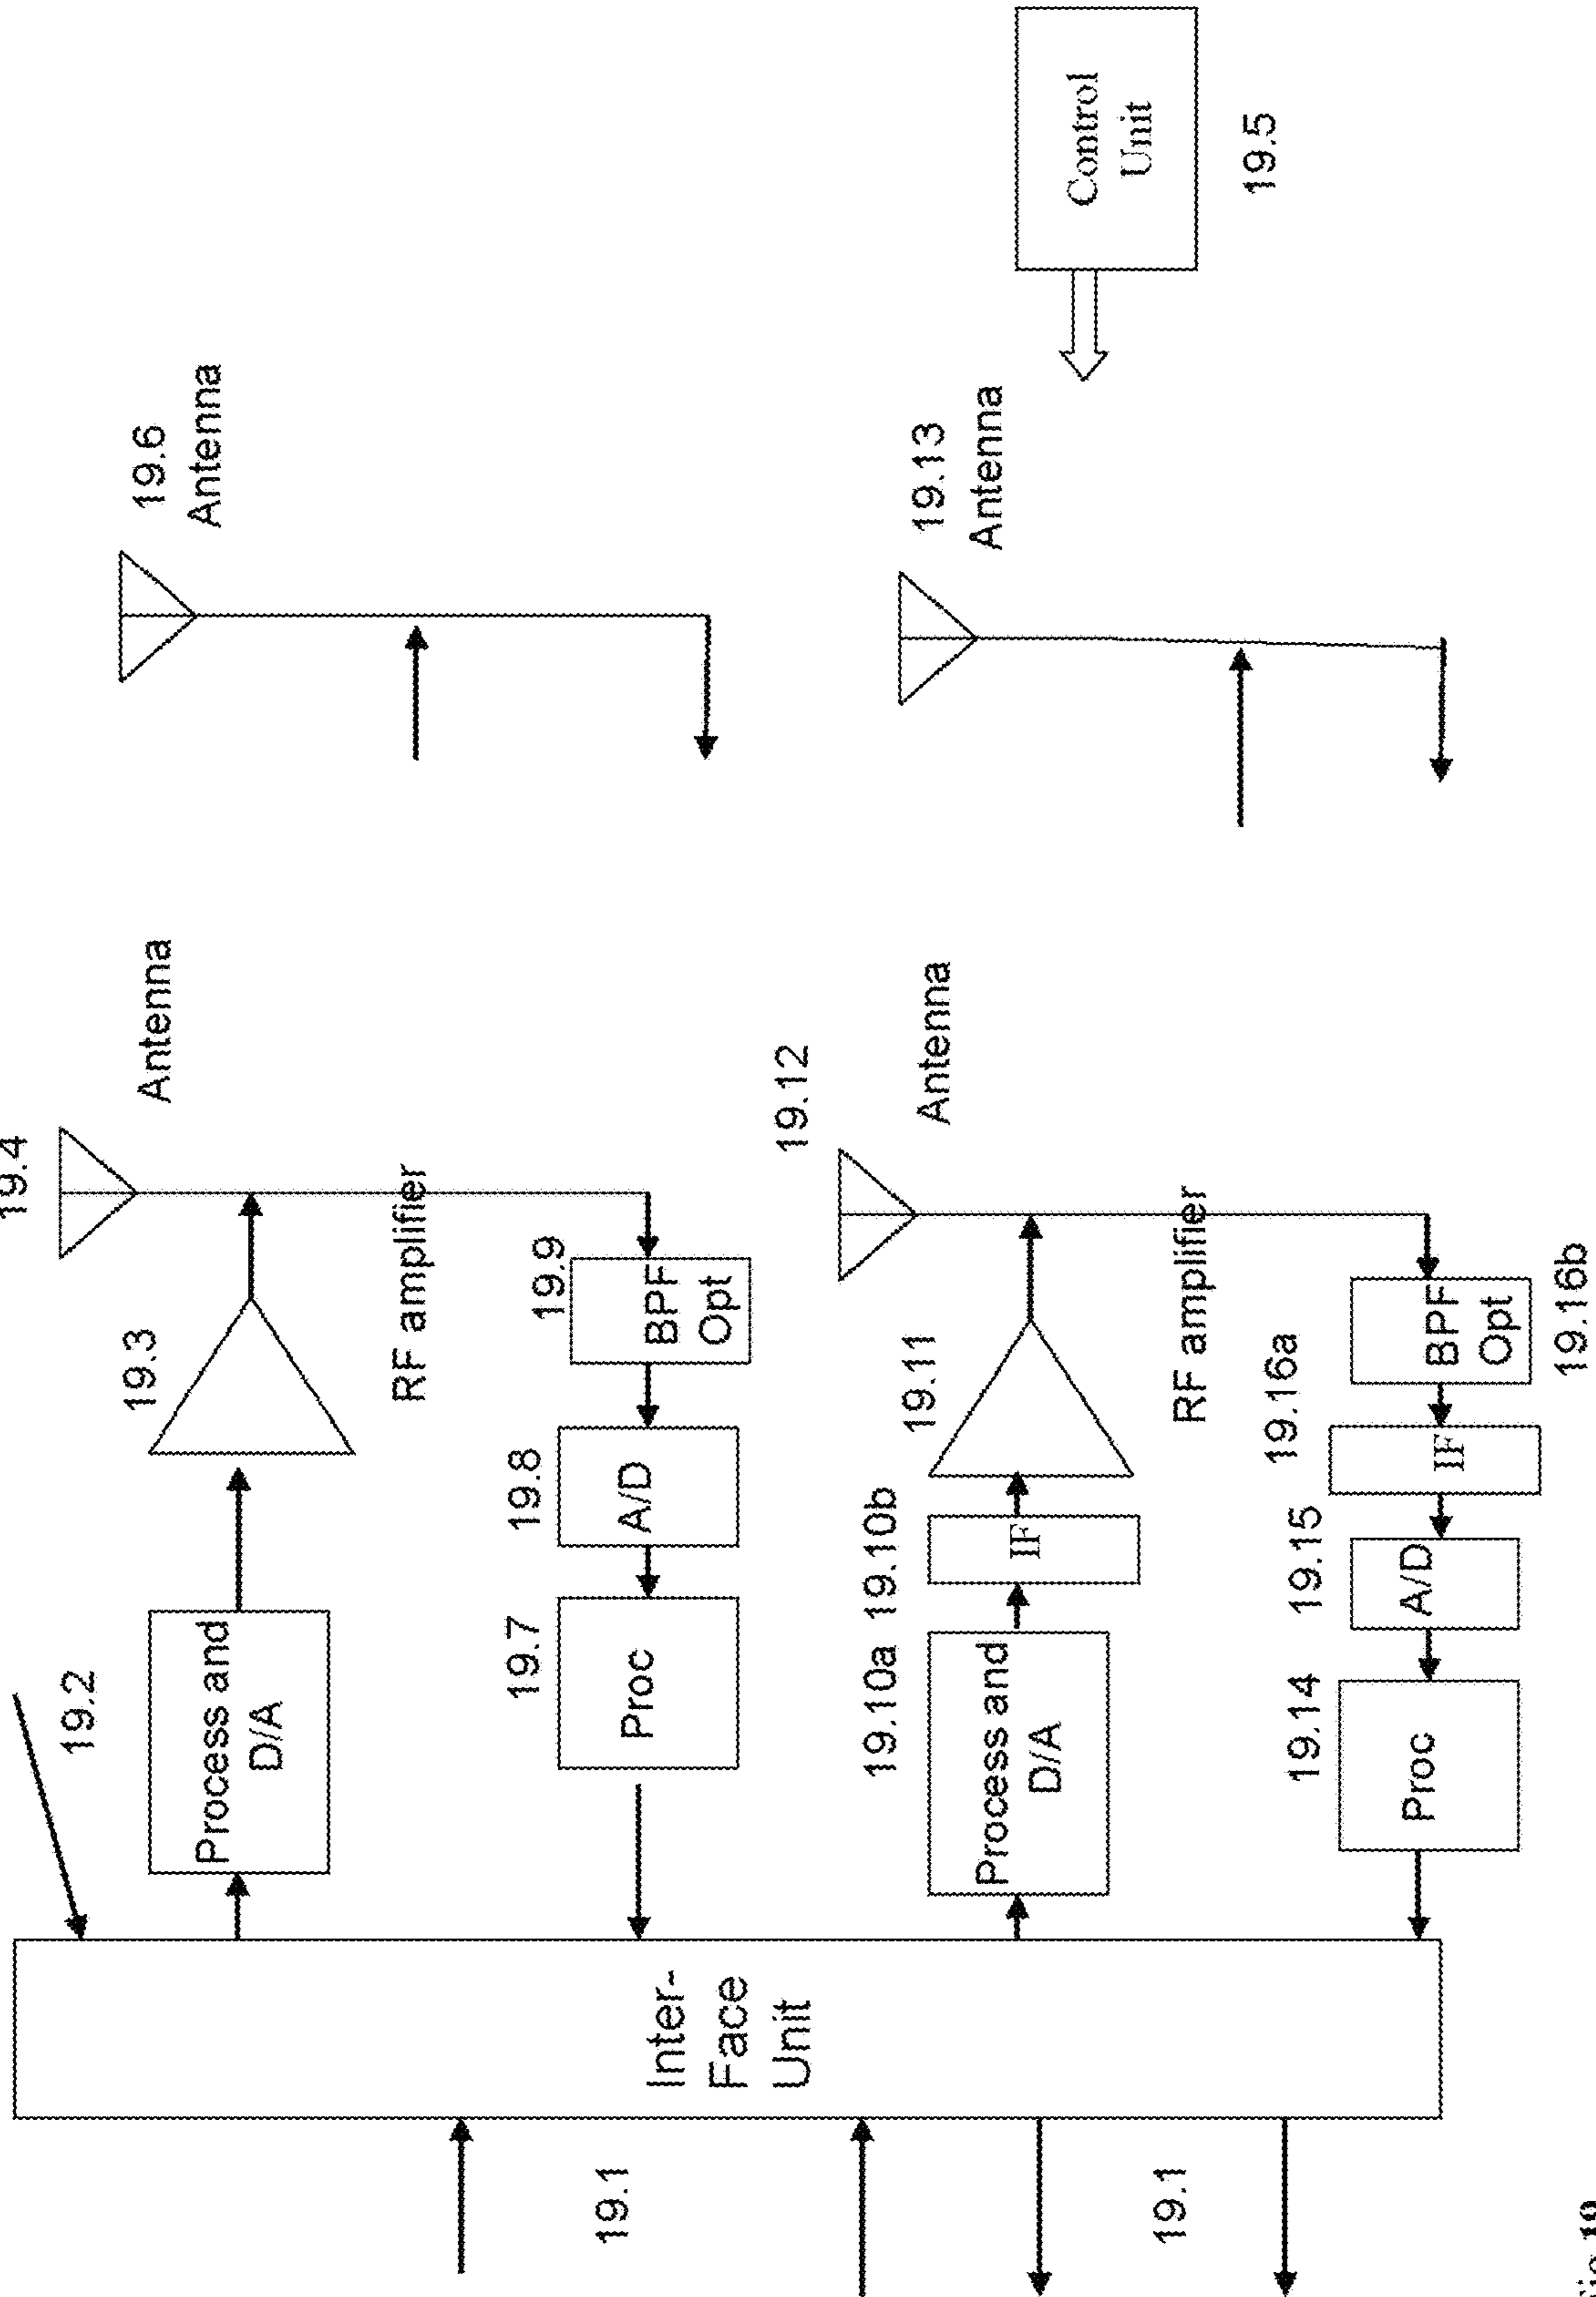 19.4
19.2
19.3
Antenna
19.6
Antenna
Process and
D/A
RF amplifier
19.7
19.8
19.9
Proc
A/D
BPF
Opt
Inter-
Face
Unit
19.1
19.12
19.10a
19.10b
19.11
Antenna
19.13
Antenna
Process and
D/A
IF
RF amplifier
Control
Unit
19.5
19.1
19.14
19.15
19.16a
Proc
A/D
IF
BPF
Opt
19.16b
19